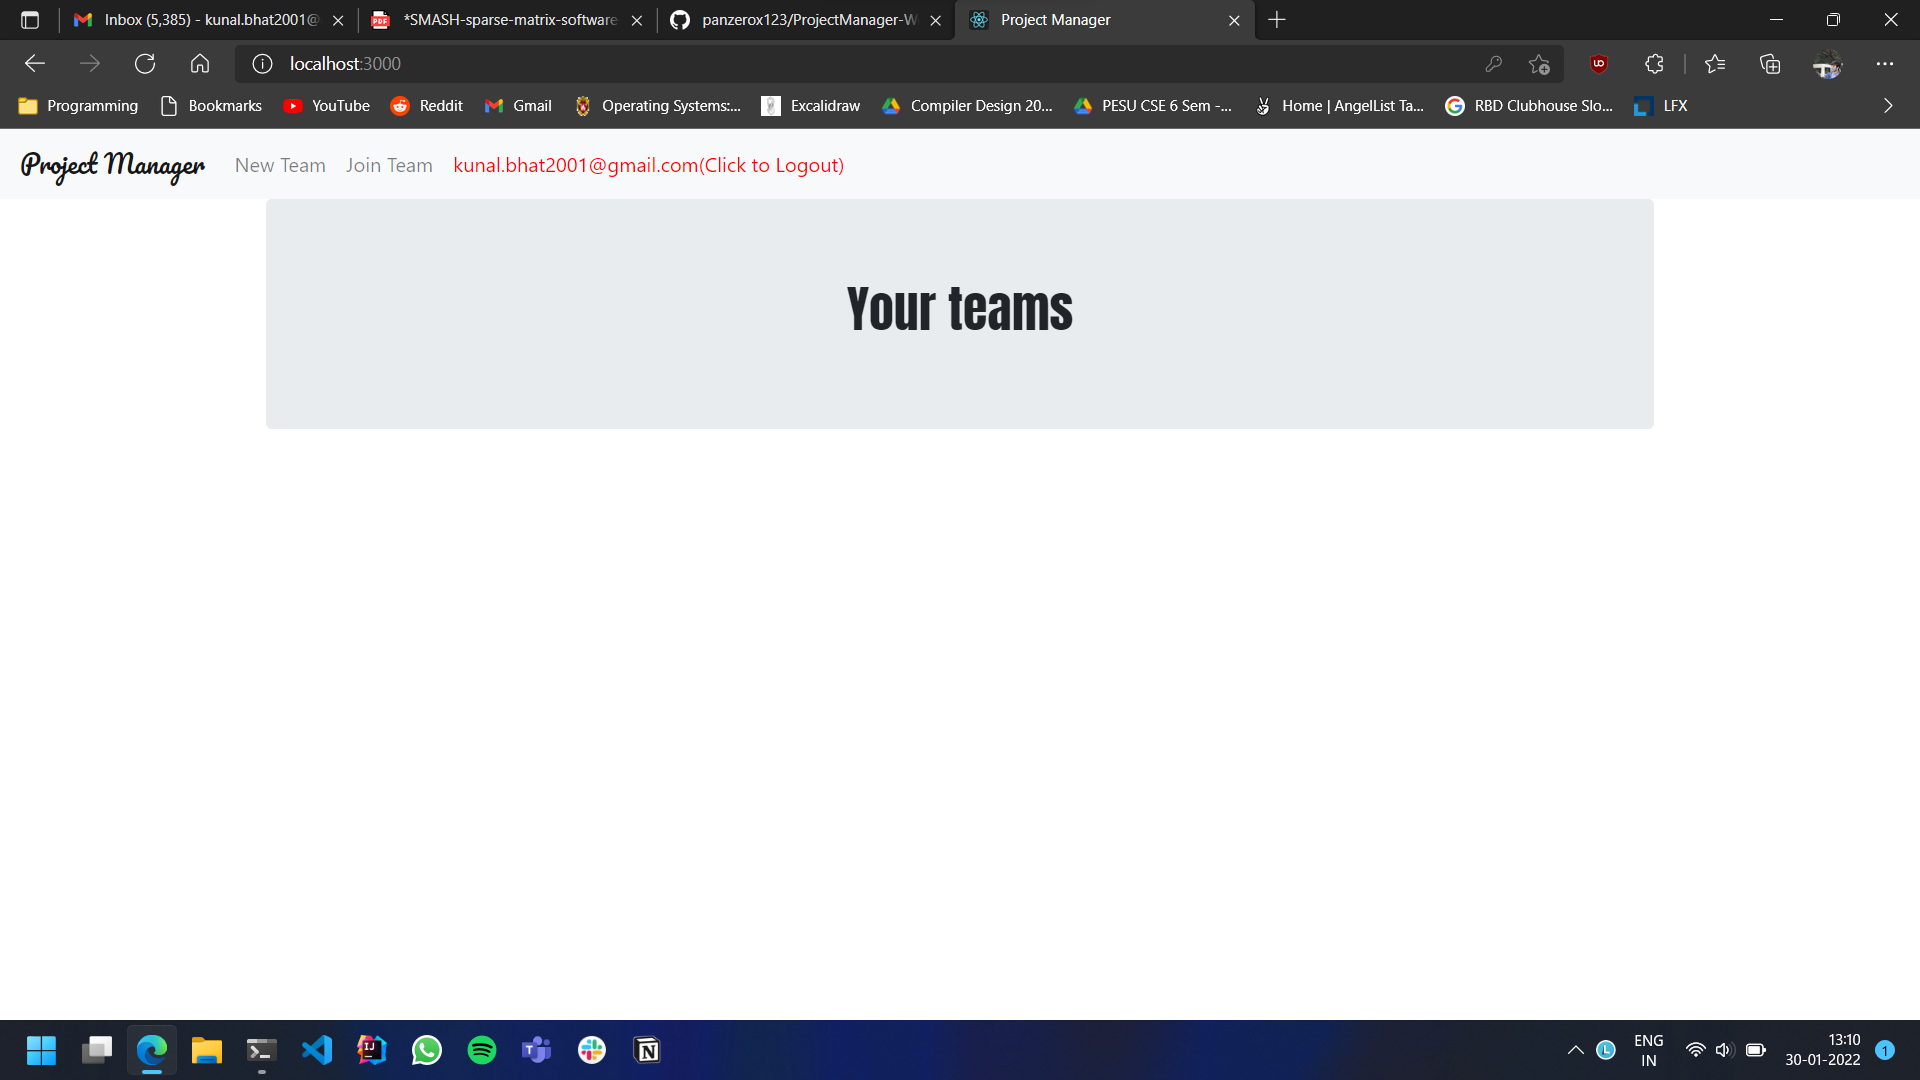 Inbox (5,385) - kunal.bhat2001@
*SMASH-sparse-matrix-software-
panzerox123/ProjectManager-W
Project Manager
localhost:3000
Programming
Bookmarks
YouTube
Reddit
Gmail
Operating Systems:...
Excalidraw
Compiler Design 20...
PESU CSE 6 Sem -...
Home | AngelList Ta...
RBD Clubhouse Slo...
LFX
Project Manager
New Team
Join Team
kunal.bhat2001@gmail.com(Click to Logout)
Your teams
ENG
IN
13:10
30-01-2022
1